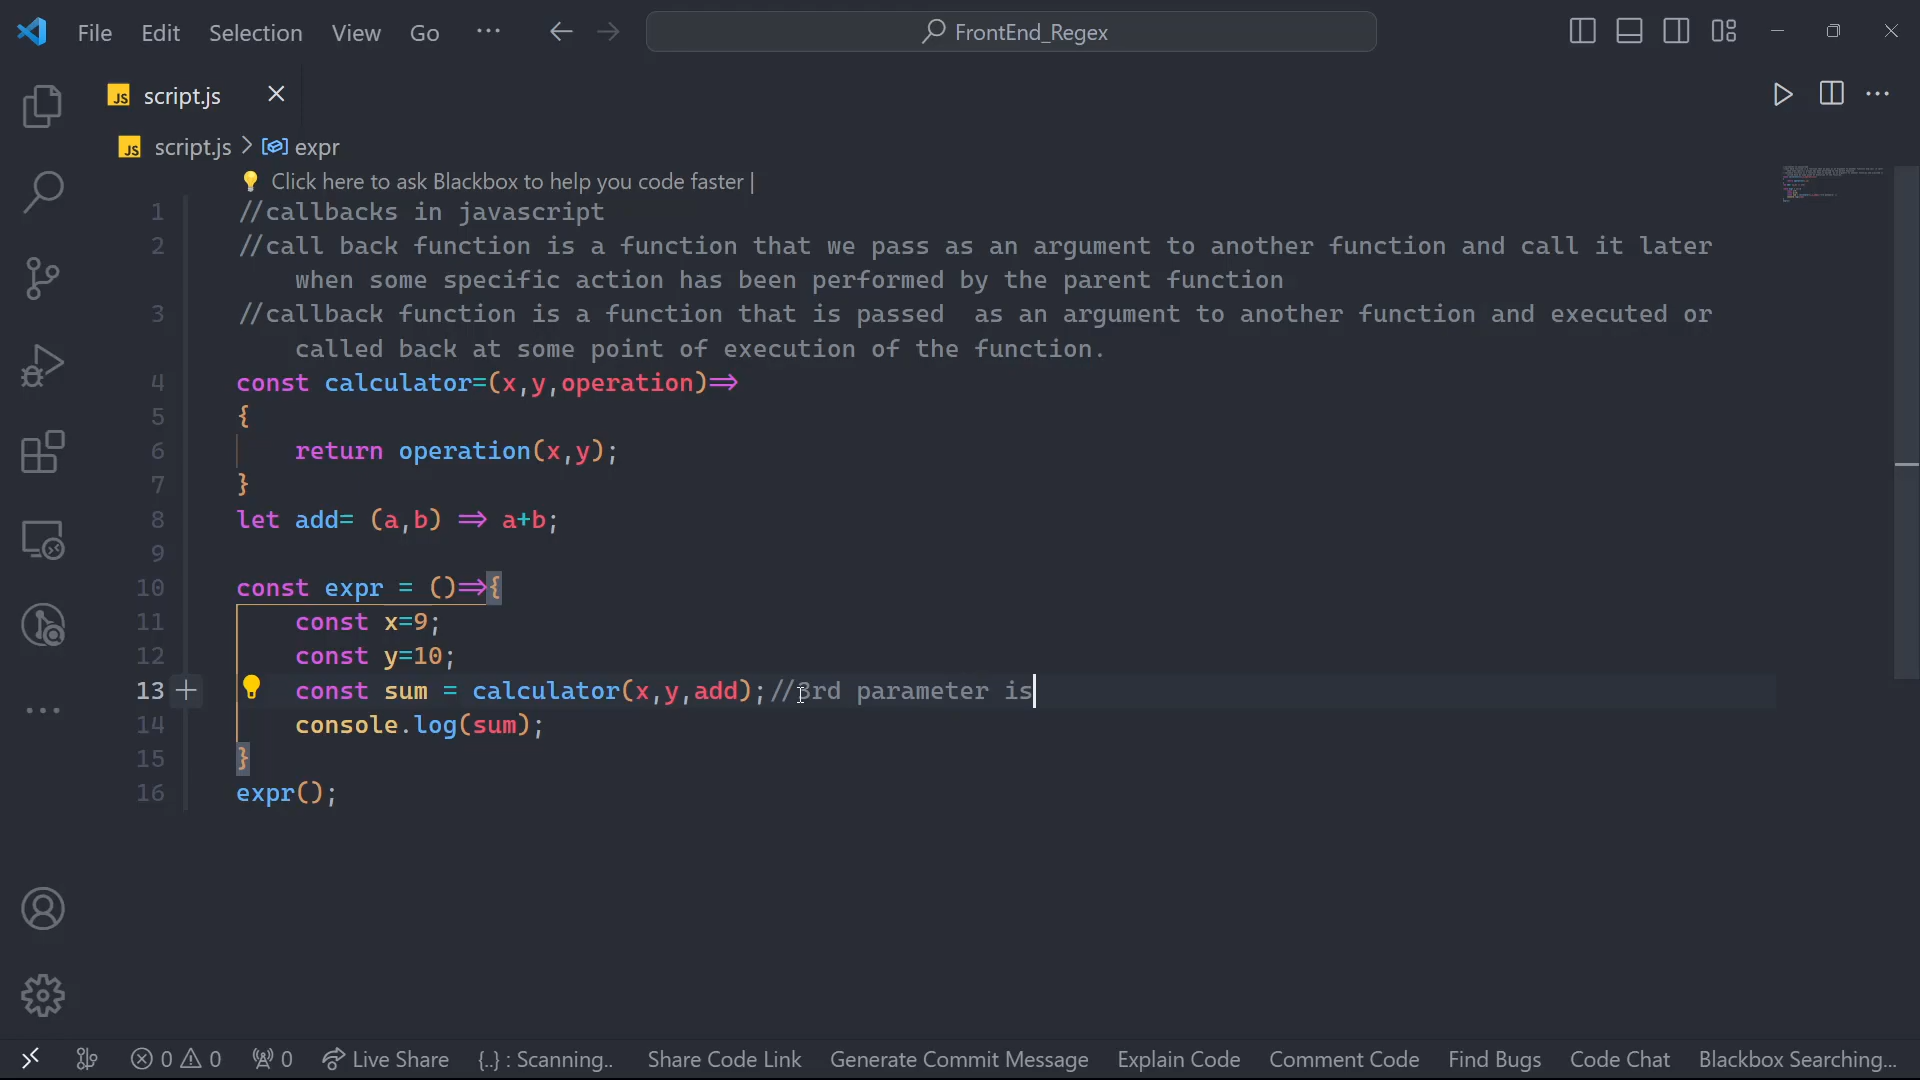 File Edit Selection View Go ··· FrontEnd_Regex
JS script.js
JS script.js > expr
Click here to ask Blackbox to help you code faster |
1 //callbacks in javascript
2 //call back function is a function that we pass as an argument to another function and call it later
when some specific action has been performed by the parent function
3 //callback function is a function that is passed  as an argument to another function and executed or
called back at some point of execution of the function.
4 const calculator=(x,y,operation)=>
5 {
6 return operation(x,y);
7 }
8 let add= (a,b) => a+b;
9
10 const expr = ()=>{
11 const x=9;
12 const y=10;
13 const sum = calculator(x,y,add);//3rd parameter is
14 console.log(sum);
15 }
16 expr();
0 0 0 Live Share {..} : Scanning.. Share Code Link Generate Commit Message Explain Code Comment Code Find Bugs Code Chat Blackbox Searching...